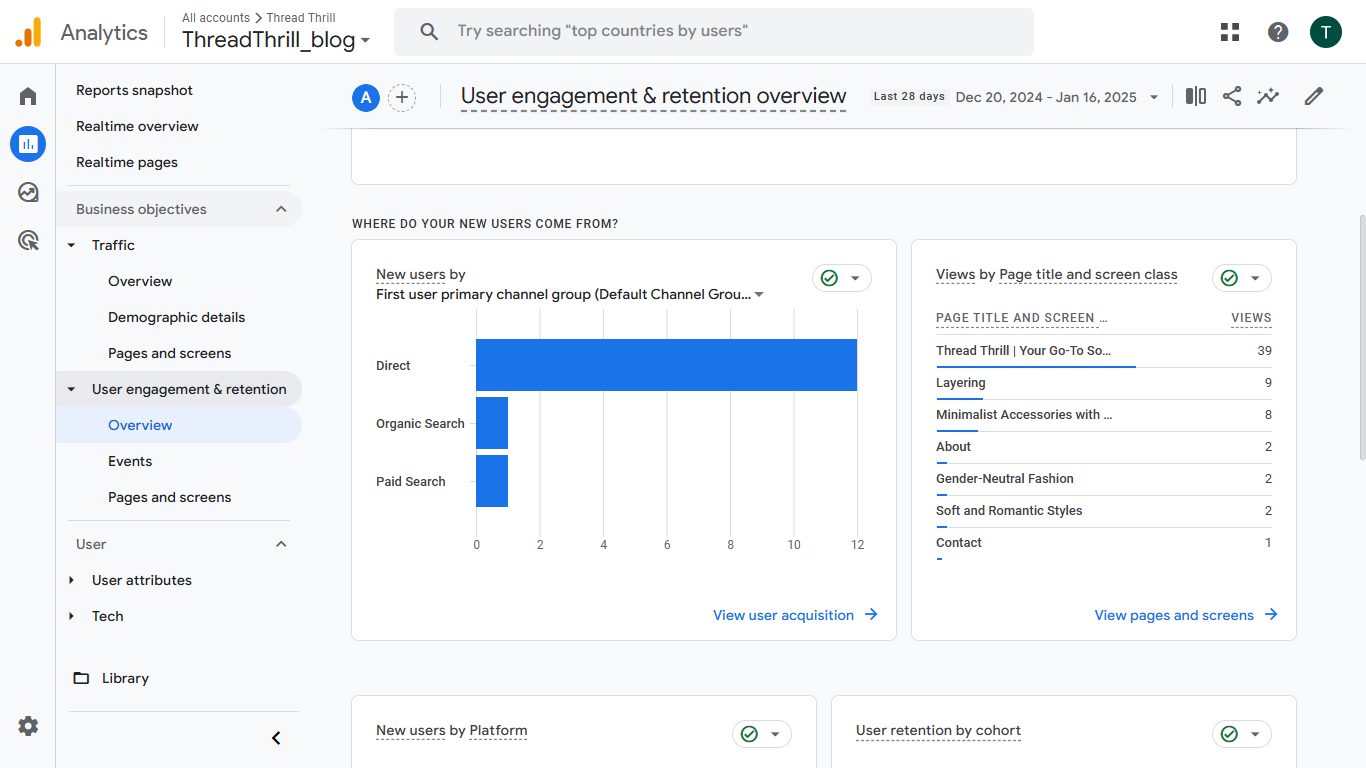 Analytics
All accounts > Thread Thrill
ThreadThrill_blog
Try searching "top countries by users"
?
T
Reports snapshot
Realtime overview
Realtime pages
Business objectives
Traffic
Overview
Demographic details
Pages and screens
User engagement & retention
Overview
Events
Pages and screens
User
User attributes
Tech
Library
A
+
User engagement & retention overview
Last 28 days Dec 20, 2024 - Jan 16, 2025
WHERE DO YOUR NEW USERS COME FROM?
New users by
First user primary channel group (Default Channel Grou...
Direct
Organic Search
Paid Search
0 2 4 6 8 10 12
View user acquisition
Views by Page title and screen class
PAGE TITLE AND SCREEN ... VIEWS
Thread Thrill | Your Go-To So... 39
Layering 9
Minimalist Accessories with ... 8
About 2
Gender-Neutral Fashion 2
Soft and Romantic Styles 2
Contact 1
View pages and screens
New users by Platform
User retention by cohort